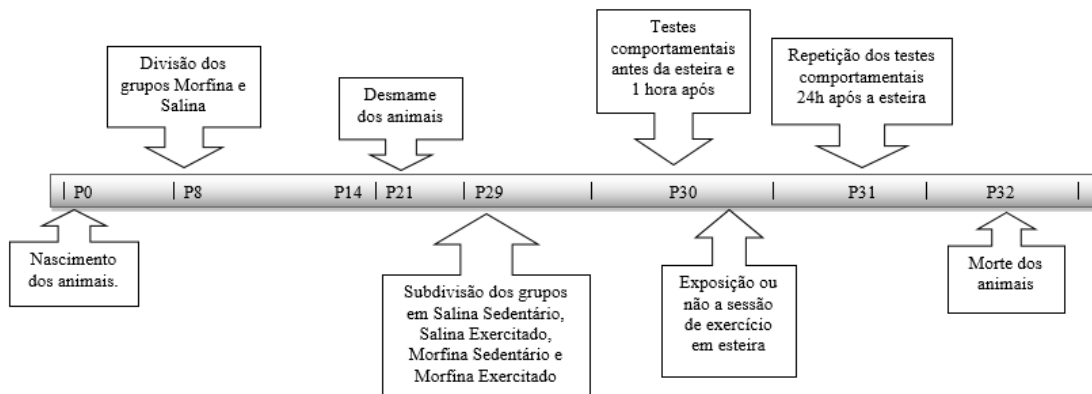 Divisão dos
grupos Morfina e
Salina
Desmame
dos animais
Testes
comportamentais
antes da esteira e
1 hora após
Repetição dos testes
comportamentais
24h após a esteira
P0 P8 P14 P21 P29 P30 P31 P32
Nascimento
dos animais.
Subdivisão dos grupos
em Salina Sedentário,
Salina Exercitado,
Morfina Sedentário e
Morfina Exercitado
Exposição ou
não a sessão
de exercício
em esteira
Morte dos
animais